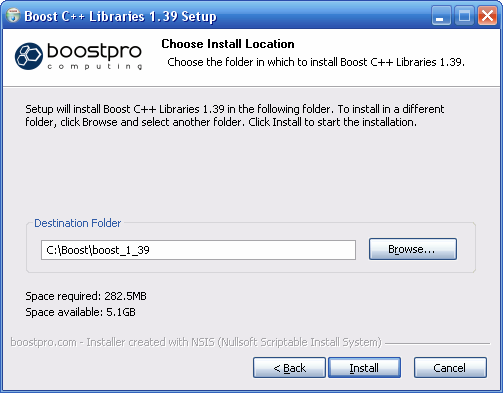 Boost C++ Libraries 1.39 Setup
boostpro
computing
Choose Install Location
Choose the folder in which to install Boost C++ Libraries 1.39.
Setup will install Boost C++ Libraries 1.39 in the following folder. To install in a different
folder, click Browse and select another folder. Click Install to start the installation.
Destination Folder
C:\Boost\boost_1_39
Browse...
Space required: 282.5MB
Space available: 5.1GB
boostpro.com - Installer created with NSIS (Nullsoft Scriptable Install System)
< Back
Install
Cancel